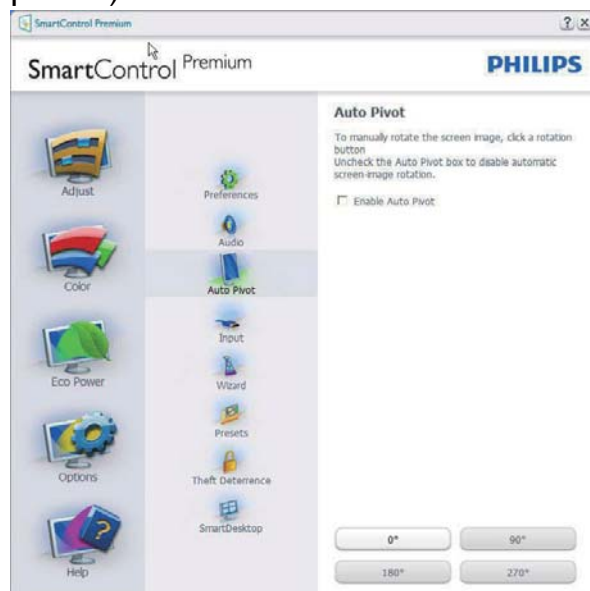 SmartControl Premium
SmartControl Premium
PHILIPS
Adjust
Color
Eco Power
Options
Help
Preferences
Audio
Auto Pivot
Input
Wizard
Presets
Theft Deterrence
SmartDesktop
Auto Pivot
To manually rotate the screen image, click a rotation
button
Uncheck the Auto Pivot box to disable automatic
screen-image rotation.
Enable Auto Pivot
0°
90°
180°
270°